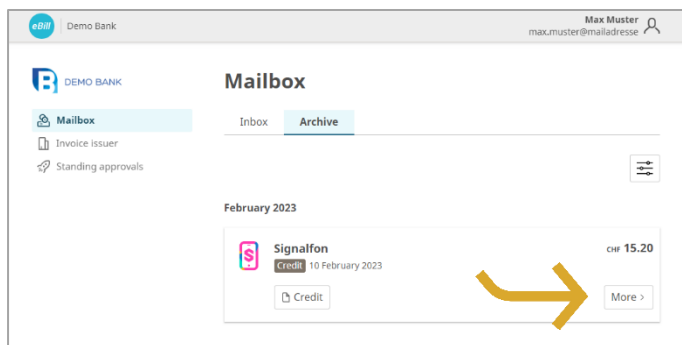 eBill Demo Bank
Max Muster
max.muster@mailadresse
DEMO BANK
Mailbox
Invoice issuer
Standing approvals
Mailbox
Inbox Archive
February 2023
Signalfon CHF 15.20
Credit 10 February 2023
Credit More >